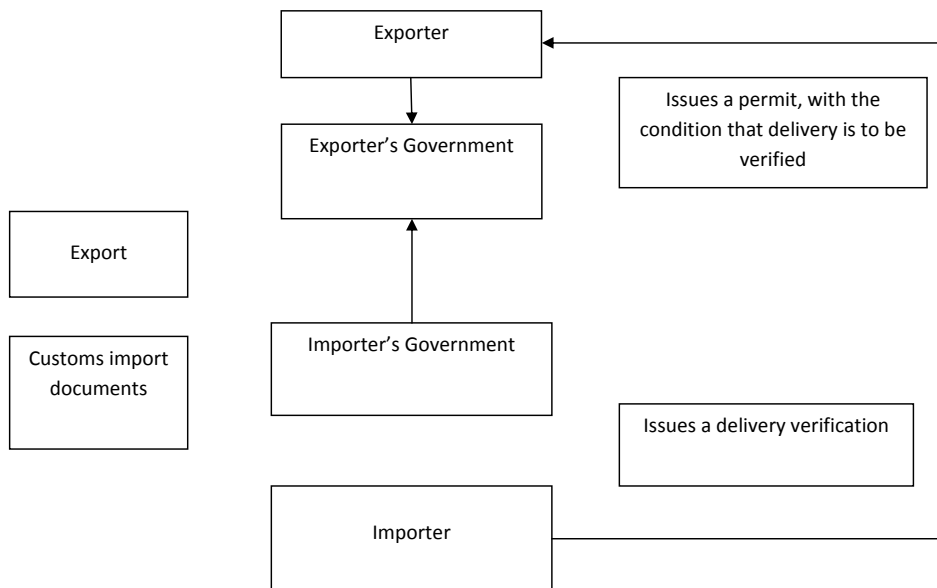 Exporter
Issues a permit, with the
condition that delivery is to be
verified
Exporter’s Government
Export
Importer’s Government
Customs import
documents
Issues a delivery verification
Importer